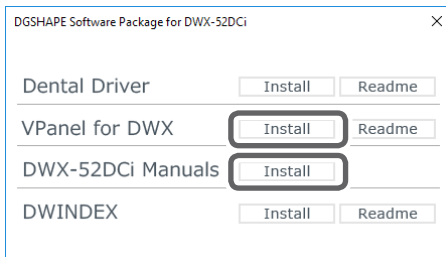 DGSHAPE Software Package for DWX-52DCi
Dental Driver Install Readme
VPanel for DWX Install Readme
DWX-52DCi Manuals Install
DWINDEX Install Readme